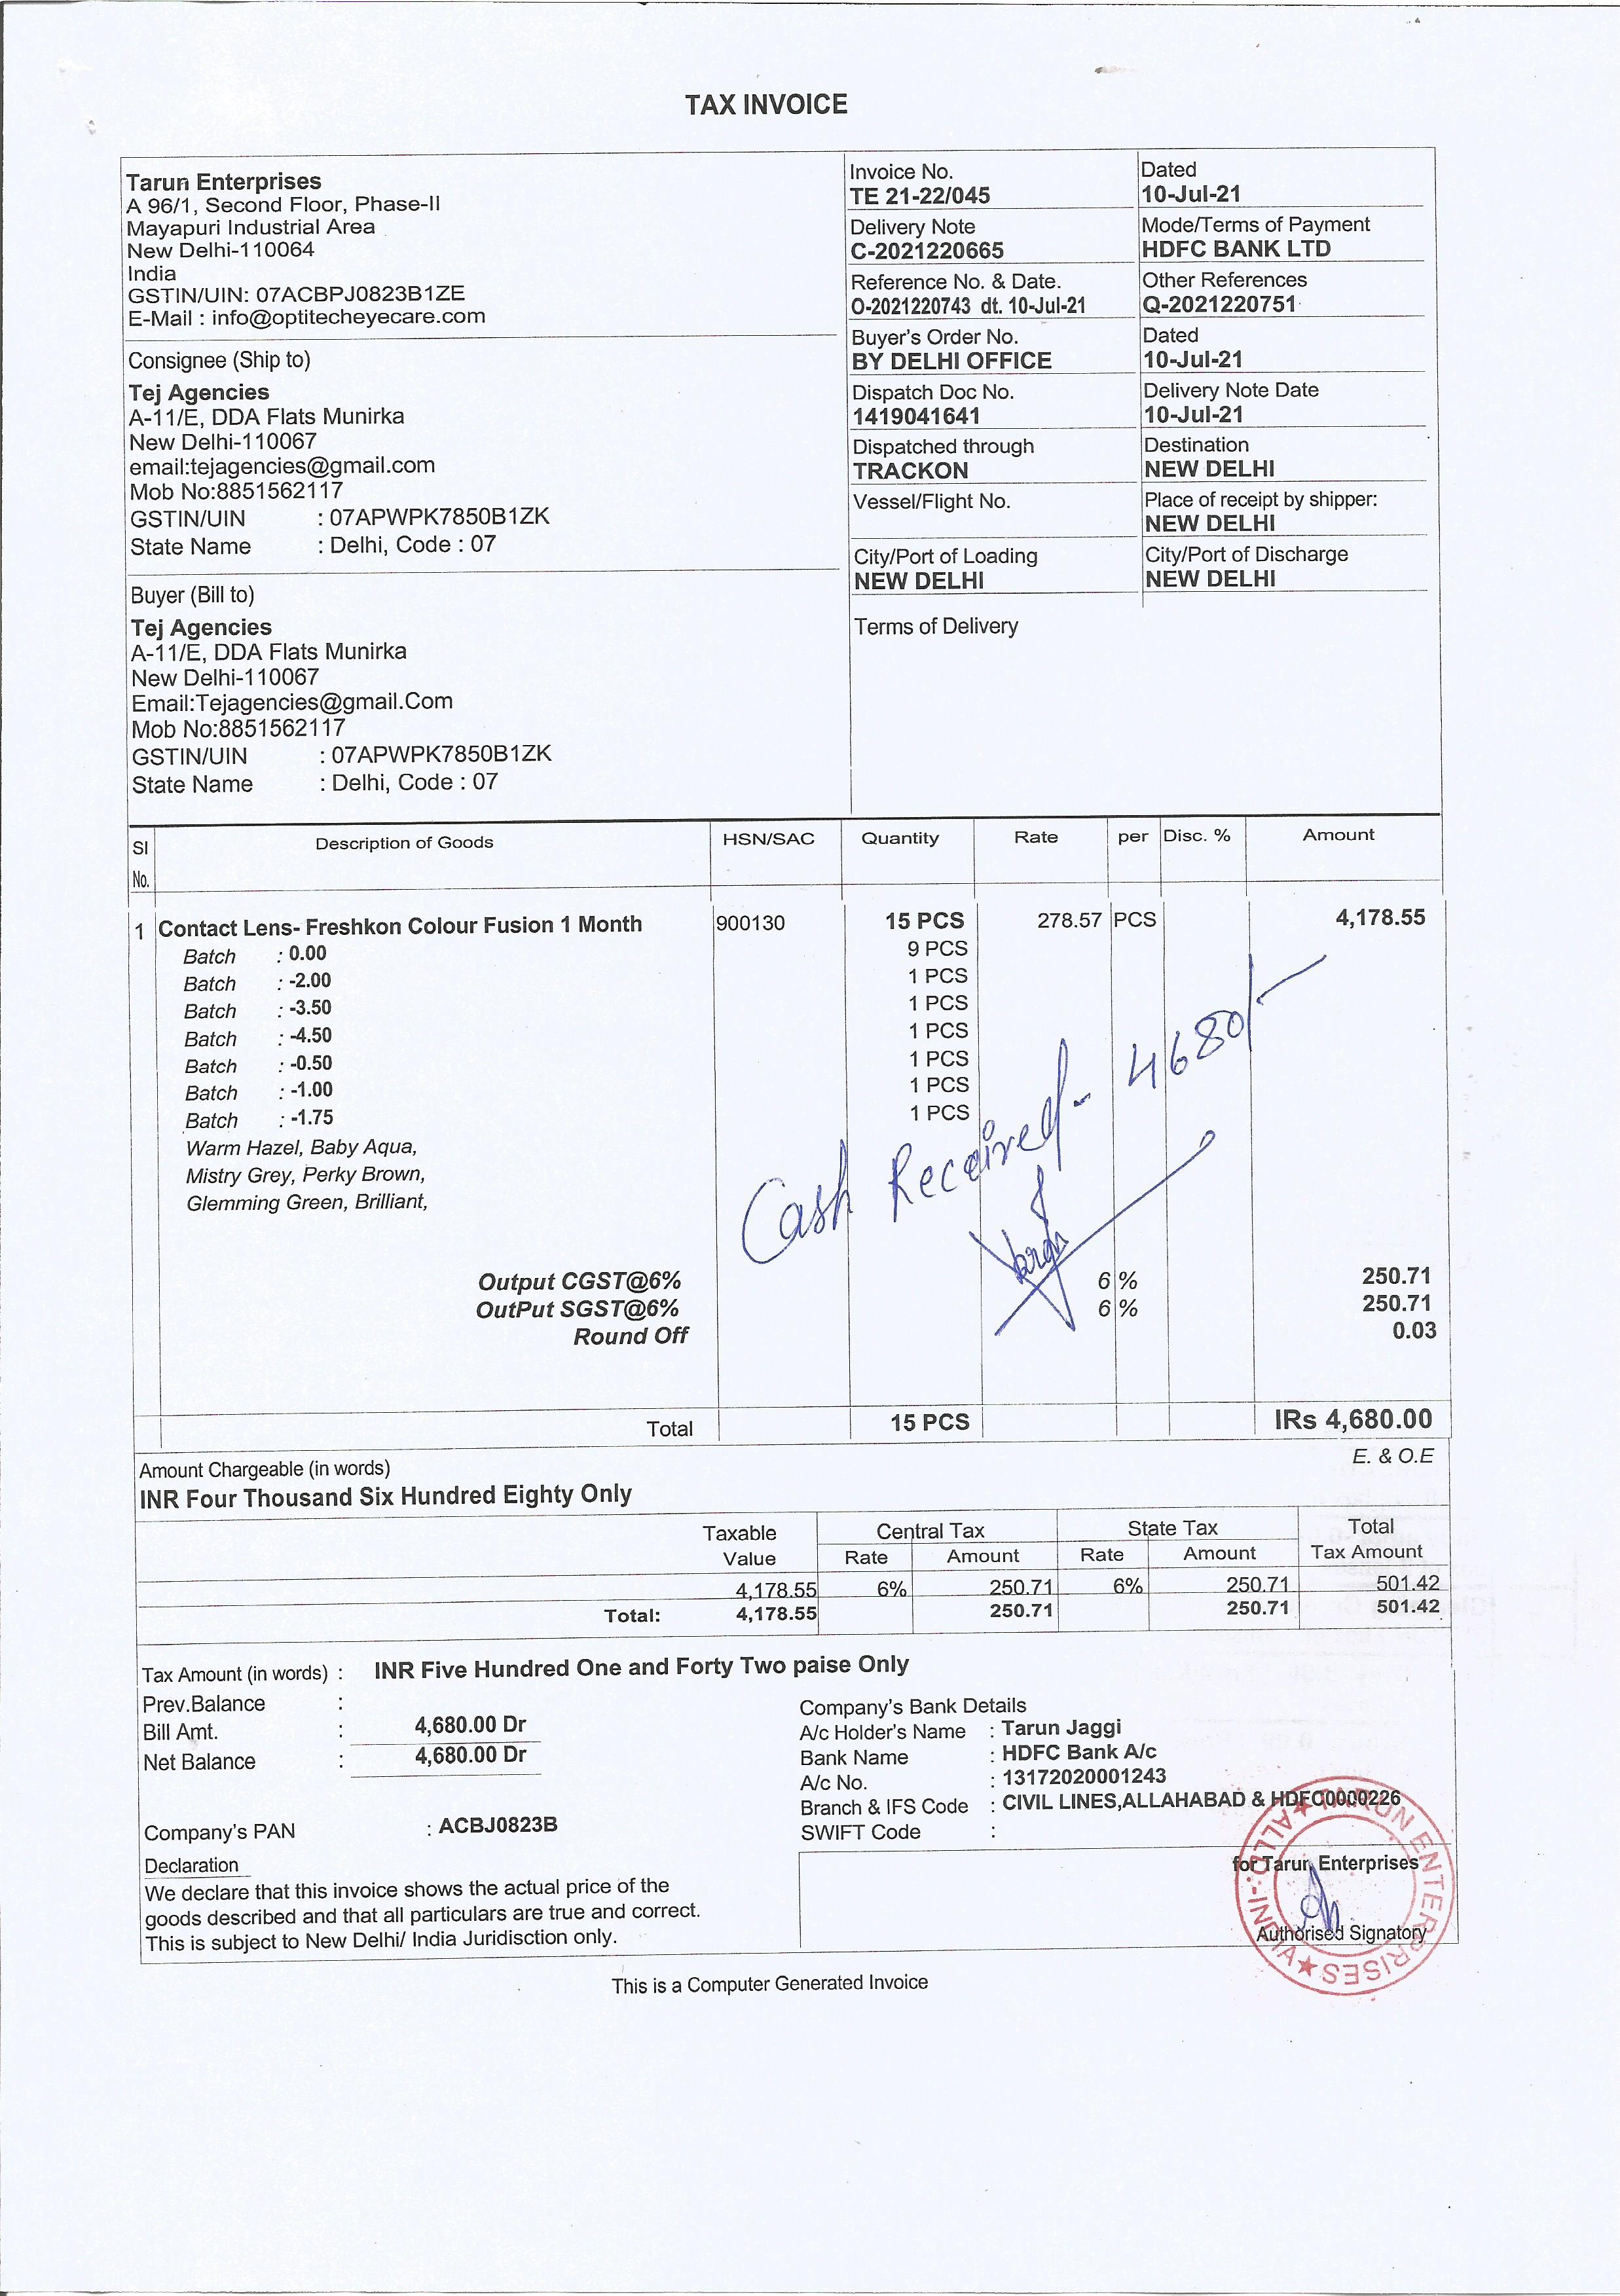 TAX INVOICE
Tarun Enterprises
A 96/1, Second Floor, Phase-II
Mayapuri Industrial Area
New Delhi-110064
India
GSTIN/UIN: 07ACBPJ0823B1ZE
E-Mail : info@optitecheyecare.com
Consignee (Ship to)
Tej Agencies
A-11/E, DDA Flats Munirka
New Delhi-110067
email:tejagencies@gmail.com
Mob No:8851562117
GSTIN/UIN : 07APWPK7850B1ZK
State Name : Delhi, Code : 07
Buyer (Bill to)
Tej Agencies
A-11/E, DDA Flats Munirka
New Delhi-110067
Email:Tejagencies@gmail.Com
Mob No:8851562117
GSTIN/UIN : 07APWPK7850B1ZK
State Name : Delhi, Code : 07
Invoice No. Dated
TE 21-22/045 10-Jul-21
Delivery Note Mode/Terms of Payment
C-2021220665 HDFC BANK LTD
Reference No. & Date. Other References
O-2021220743 dt. 10-Jul-21 Q-2021220751
Buyer's Order No. Dated
BY DELHI OFFICE 10-Jul-21
Dispatch Doc No. Delivery Note Date
1419041641 10-Jul-21
Dispatched through Destination
TRACKON NEW DELHI
Vessel/Flight No. Place of receipt by shipper:
NEW DELHI
City/Port of Loading City/Port of Discharge
NEW DELHI NEW DELHI
Terms of Delivery
SI No. Description of Goods HSN/SAC Quantity Rate per Disc. % Amount
1 Contact Lens- Freshkon Colour Fusion 1 Month 900130 15 PCS 278.57 PCS 4,178.55
Batch : 0.00 9 PCS
Batch : -2.00 1 PCS
Batch : -3.50 1 PCS
Batch : -4.50 1 PCS
Batch : -0.50 1 PCS
Batch : -1.00 1 PCS
Batch : -1.75 1 PCS
Warm Hazel, Baby Aqua,
Mistry Grey, Perky Brown,
Glemming Green, Brilliant,
Cash Received - 4680/-
Output CGST@6% 6 % 250.71
OutPut SGST@6% 6 % 250.71
Round Off 0.03
Total 15 PCS IRs 4,680.00
E. & O.E
Amount Chargeable (in words)
INR Four Thousand Six Hundred Eighty Only
Taxable Value Central Tax State Tax Total Tax Amount
Rate Amount Rate Amount
4,178.55 6% 250.71 6% 250.71 501.42
Total: 4,178.55 250.71 250.71 501.42
Tax Amount (in words) : INR Five Hundred One and Forty Two paise Only
Prev.Balance :
Bill Amt. : 4,680.00 Dr
Net Balance : 4,680.00 Dr
Company's PAN : ACBJ0823B
Company's Bank Details
A/c Holder's Name : Tarun Jaggi
Bank Name : HDFC Bank A/c
A/c No. : 13172020001243
Branch & IFS Code : CIVIL LINES,ALLAHABAD & HDFC0000226
SWIFT Code :
Declaration
We declare that this invoice shows the actual price of the
goods described and that all particulars are true and correct.
This is subject to New Delhi/ India Juridisction only.
for Tarun Enterprises
Authorised Signatory
★ TARUN ENTERPRISES ★ ALLD.-INDIA
This is a Computer Generated Invoice